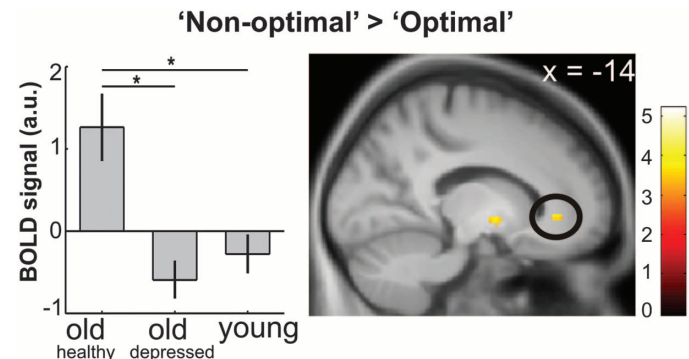 'Non-optimal' > 'Optimal'
BOLD signal (a.u.)
2
1
0
-1
*
*
old
healthy
old
depressed
young
x = -14
5
4
3
2
1
0